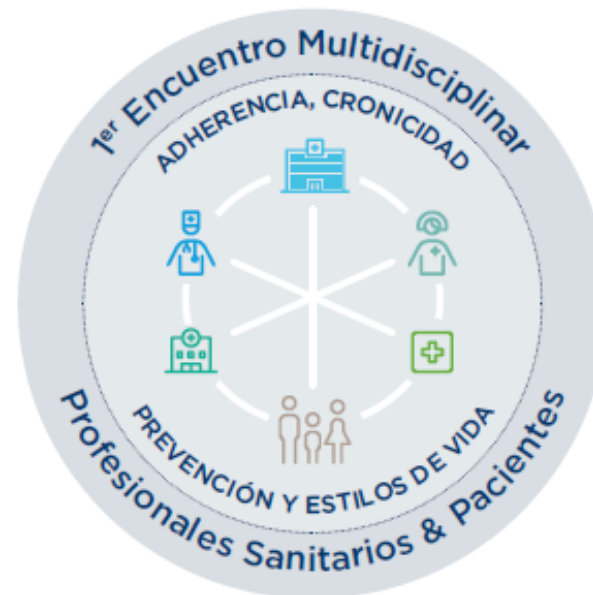 1er Encuentro Multidisciplinar
ADHERENCIA, CRONICIDAD
PREVENCIÓN Y ESTILOS DE VIDA
Profesionales Sanitarios & Pacientes